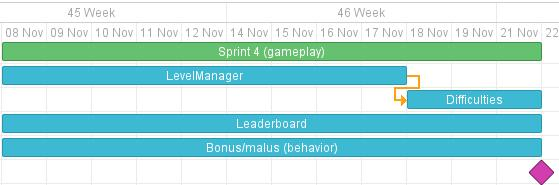 45 Week 46 Week
08 Nov 09 Nov 10 Nov 11 Nov 12 Nov 13 Nov 14 Nov 15 Nov 16 Nov 17 Nov 18 Nov 19 Nov 20 Nov 21 Nov 22
Sprint 4 (gameplay)
LevelManager
Difficulties
Leaderboard
Bonus/malus (behavior)